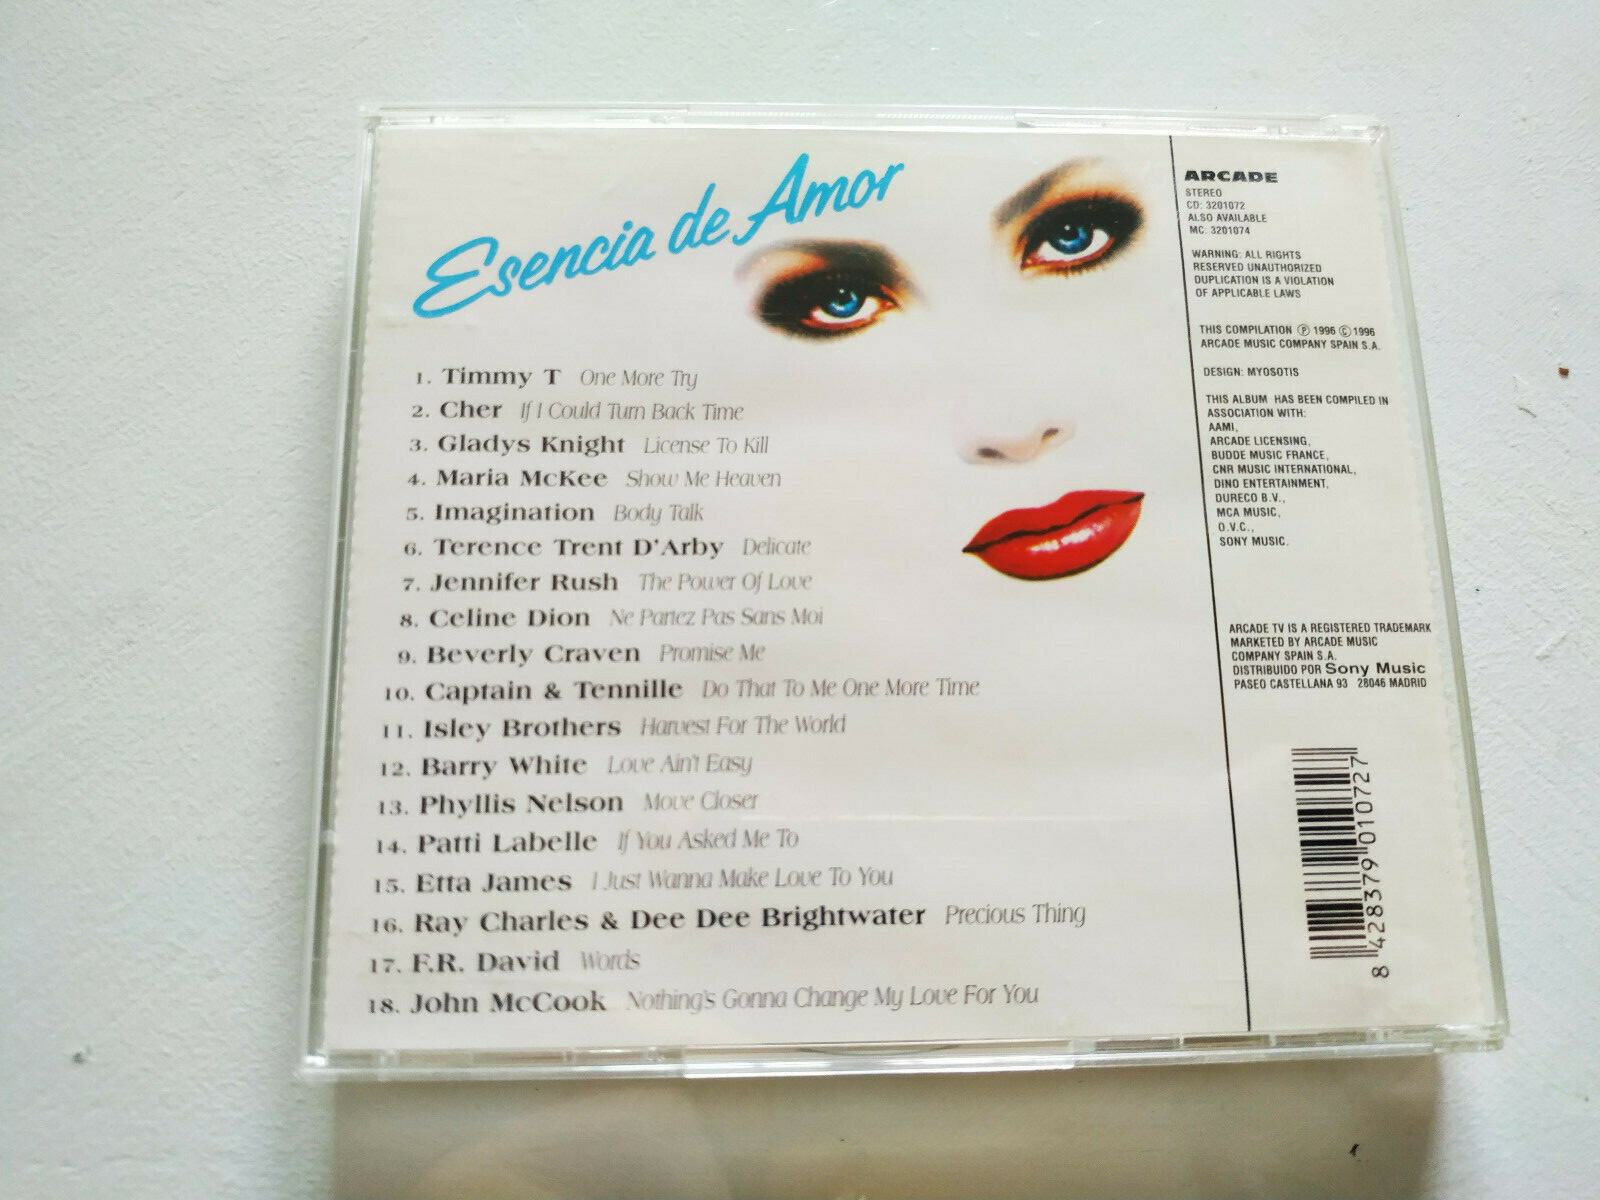 Esencia de Amor
1. Timmy T One More Try
2. Cher If I Could Turn Back Time
3. Gladys Knight License To Kill
4. Maria McKee Show Me Heaven
5. Imagination Body Talk
6. Terence Trent D'Arby Delicate
7. Jennifer Rush The Power Of Love
8. Celine Dion Ne Partez Pas Sans Moi
9. Beverly Craven Promise Me
10. Captain & Tennille Do That To Me One More Time
11. Isley Brothers Harvest For The World
12. Barry White Love Ain't Easy
13. Phyllis Nelson Move Closer
14. Patti Labelle If You Asked Me To
15. Etta James I Just Wanna Make Love To You
16. Ray Charles & Dee Dee Brightwater Precious Thing
17. F.R. David Words
18. John McCook Nothing's Gonna Change My Love For You
ARCADE
STEREO
CD: 3201072
ALSO AVAILABLE
MC: 3201074
WARNING: ALL RIGHTS
RESERVED UNAUTHORIZED
DUPLICATION IS A VIOLATION
OF APPLICABLE LAWS
THIS COMPILATION ℗ 1996 © 1996
ARCADE MUSIC COMPANY SPAIN S.A.
DESIGN: MYOSOTIS
THIS ALBUM HAS BEEN COMPILED IN
ASSOCIATION WITH:
AAMI,
ARCADE LICENSING,
BUDDE MUSIC FRANCE,
CNR MUSIC INTERNATIONAL,
DINO ENTERTAINMENT,
DURECO B.V.,
MCA MUSIC,
O.V.C.,
SONY MUSIC.
ARCADE TV IS A REGISTERED TRADEMARK
MARKETED BY ARCADE MUSIC
COMPANY SPAIN S.A.
DISTRIBUIDO POR Sony Music
PASEO CASTELLANA 93 28046 MADRID
8 428379 010727